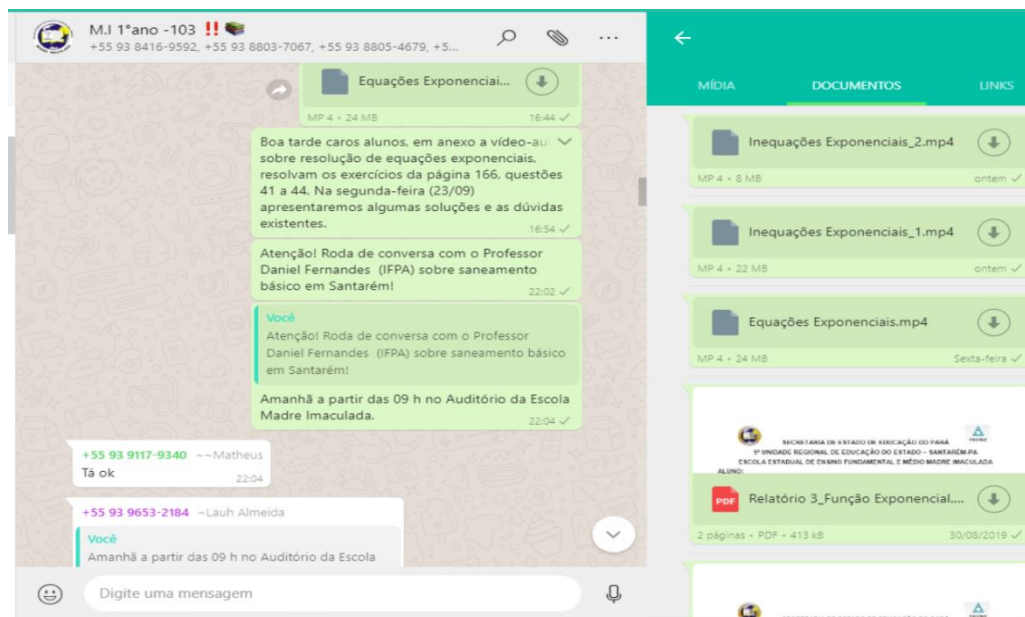 M.I 1°ano -103 ‼️ 📚
+55 93 8416-9592, +55 93 8803-7067, +55 93 8805-4679, +5...
Equações Exponenciai...
MP 4 • 24 MB 16:44
Boa tarde caros alunos, em anexo a vídeo-au
sobre resolução de equações exponenciais,
resolvam os exercícios da página 166, questões
41 a 44. Na segunda-feira (23/09)
apresentaremos algumas soluções e as dúvidas
existentes.
16:54
Atenção! Roda de conversa com o Professor
Daniel Fernandes (IFPA) sobre saneamento
básico em Santarém!
22:02
Você
Atenção! Roda de conversa com o Professor
Daniel Fernandes (IFPA) sobre saneamento básico
em Santarém!
Amanhã a partir das 09 h no Auditório da Escola
Madre Imaculada.
22:04
+55 93 9117-9340 ~~Matheus
Tá ok
22:04
+55 93 9653-2184 ~Lauh Almeida
Você
Amanhã a partir das 09 h no Auditório da Escola
Digite uma mensagem
MÍDIA DOCUMENTOS LINKS
Inequações Exponenciais_2.mp4
MP 4 • 8 MB ontem
Inequações Exponenciais_1.mp4
MP 4 • 22 MB ontem
Equações Exponenciais.mp4
MP 4 • 24 MB Sexta-feira
SECRETARIA DE ESTADO DE EDUCAÇÃO DO PARÁ
5ª UNIDADE REGIONAL DE EDUCAÇÃO DO ESTADO – SANTARÉM-PA
ESCOLA ESTADUAL DE ENSINO FUNDAMENTAL E MÉDIO MADRE IMACULADA
ALUNO:
PDF
Relatório 3_Função Exponencial....
2 páginas • PDF • 413 kB 30/08/2019